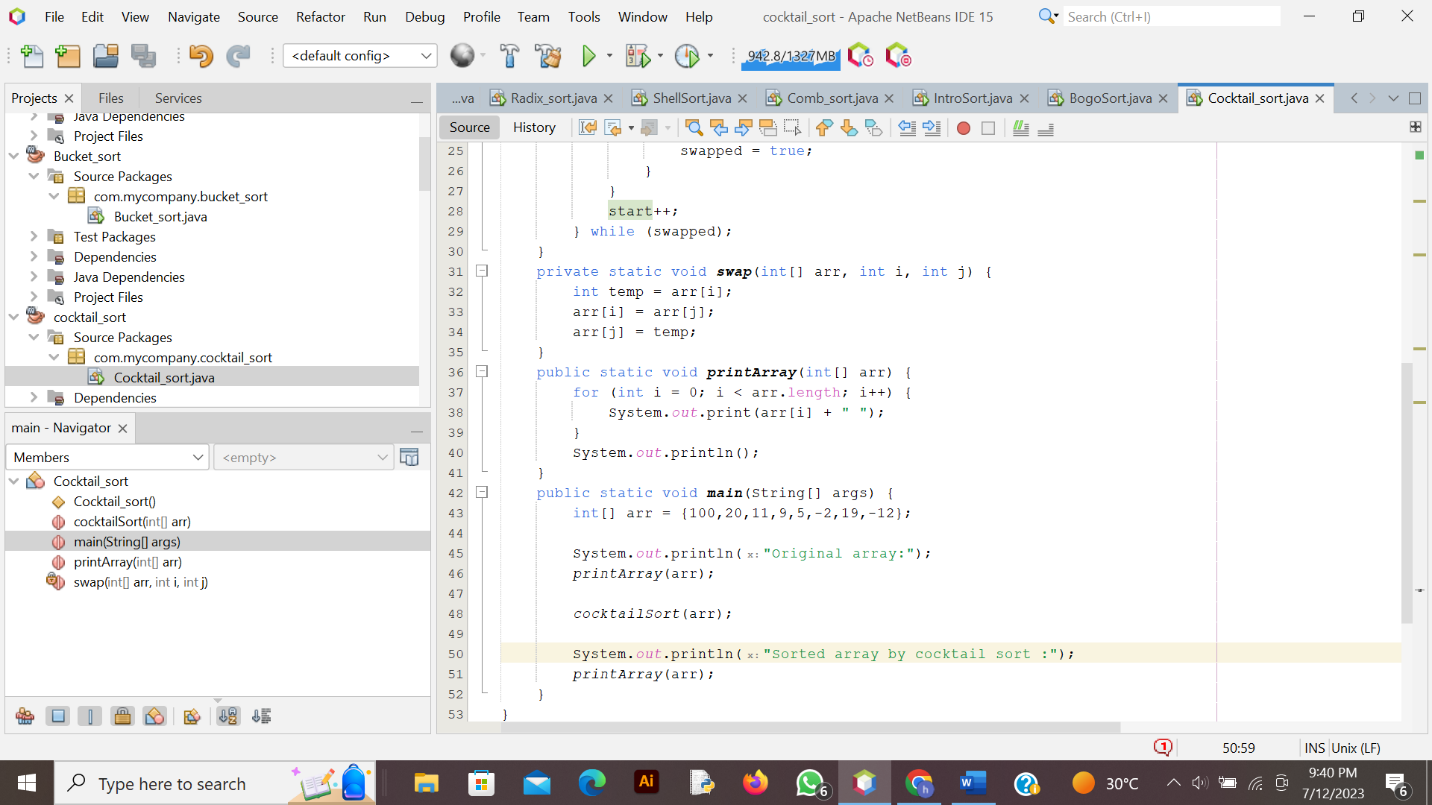 File Edit View Navigate Source Refactor Run Debug Profile Team Tools Window Help cocktail_sort - Apache NetBeans IDE 15 Search (Ctrl+I)
<default config> 942.8/1327MB
Projects Files Services
Java Dependencies
Project Files
Bucket_sort
Source Packages
com.mycompany.bucket_sort
Bucket_sort.java
Test Packages
Dependencies
Java Dependencies
Project Files
cocktail_sort
Source Packages
com.mycompany.cocktail_sort
Cocktail_sort.java
Dependencies
main - Navigator
Members <empty>
Cocktail_sort
Cocktail_sort()
cocktailSort(int[] arr)
main(String[] args)
printArray(int[] arr)
swap(int[] arr, int i, int j)
...va Radix_sort.java ShellSort.java Comb_sort.java IntroSort.java BogoSort.java Cocktail_sort.java
Source History
25 swapped = true;
26 }
27 }
28 start++;
29 } while (swapped);
30 }
31 private static void swap(int[] arr, int i, int j) {
32 int temp = arr[i];
33 arr[i] = arr[j];
34 arr[j] = temp;
35 }
36 public static void printArray(int[] arr) {
37 for (int i = 0; i < arr.length; i++) {
38 System.out.print(arr[i] + " ");
39 }
40 System.out.println();
41 }
42 public static void main(String[] args) {
43 int[] arr = {100,20,11,9,5,-2,19,-12};
44
45 System.out.println( x: "Original array:");
46 printArray(arr);
47
48 cocktailSort(arr);
49
50 System.out.println( x: "Sorted array by cocktail sort :");
51 printArray(arr);
52 }
53 }
1 50:59 INS Unix (LF)
Type here to search Ai 6 30°C 9:40 PM 6
7/12/2023